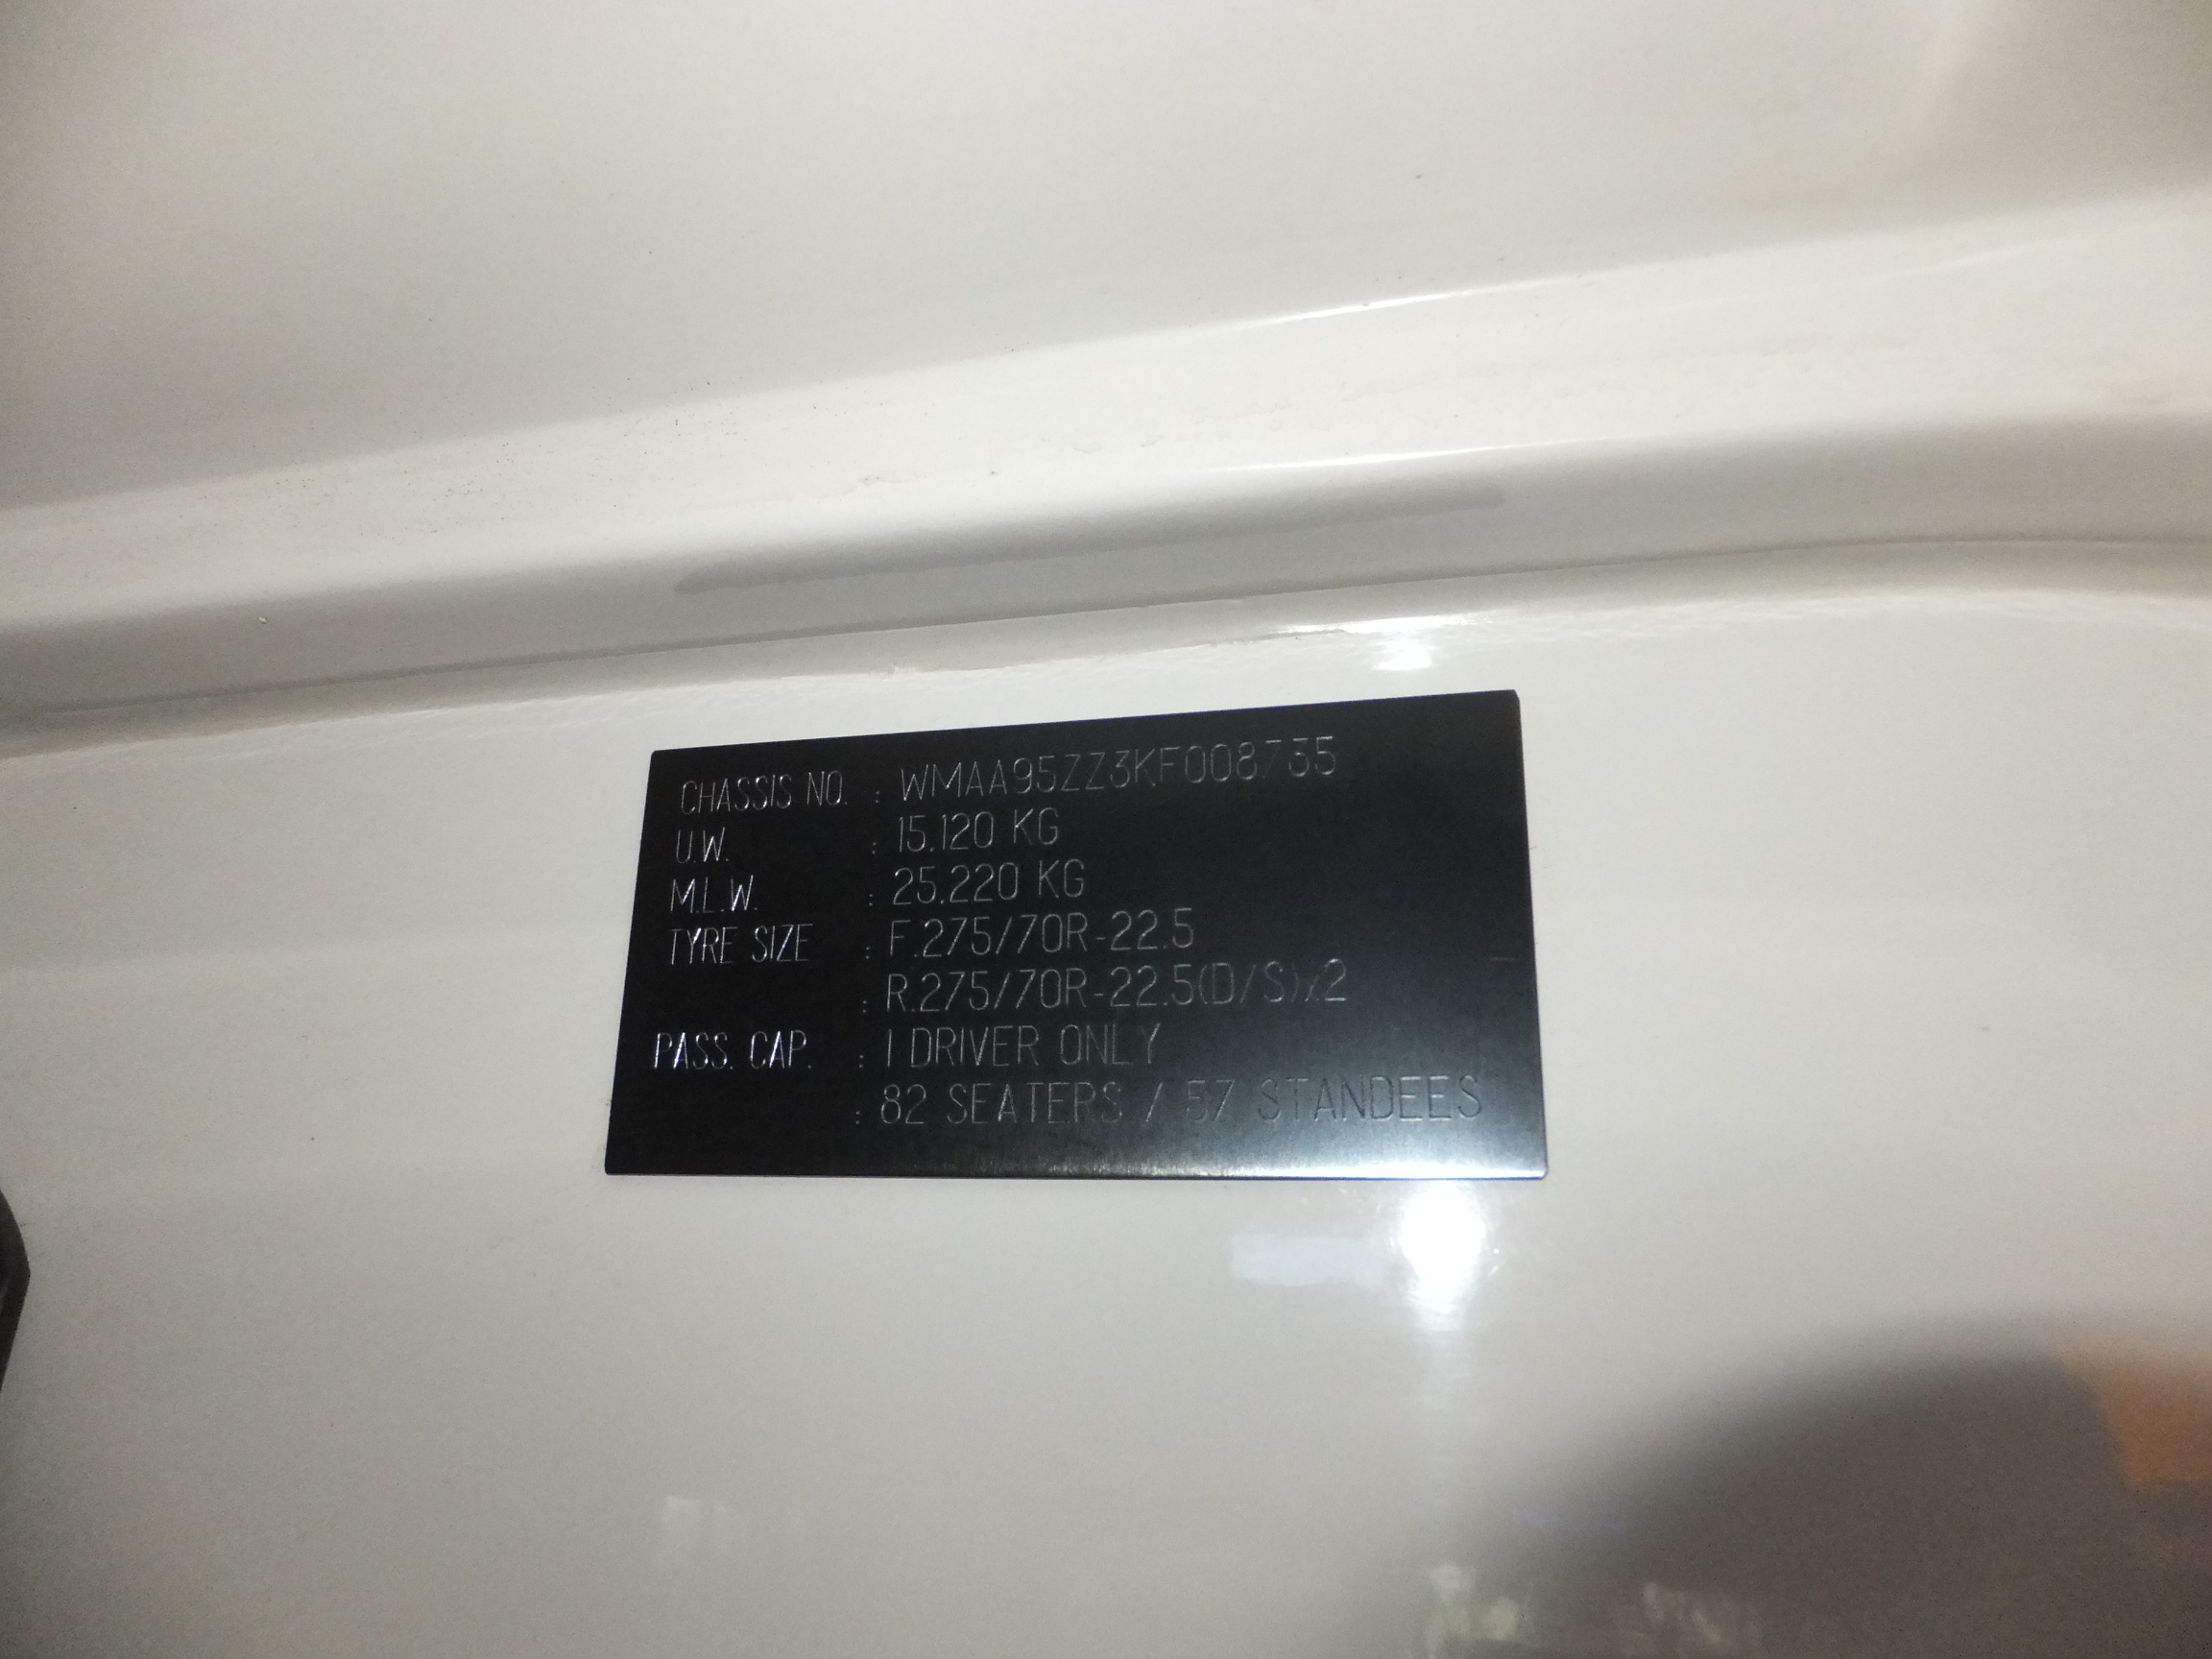 CHASSIS NO. : WMAA95ZZ3KF008735
U.W. : 15.120 KG
M.L.W. : 25.220 KG
TYRE SIZE : F.275/70R-22.5
: R.275/70R-22.5(D/S)x2
PASS. CAP. : 1 DRIVER ONLY
: 82 SEATERS / 57 STANDEES